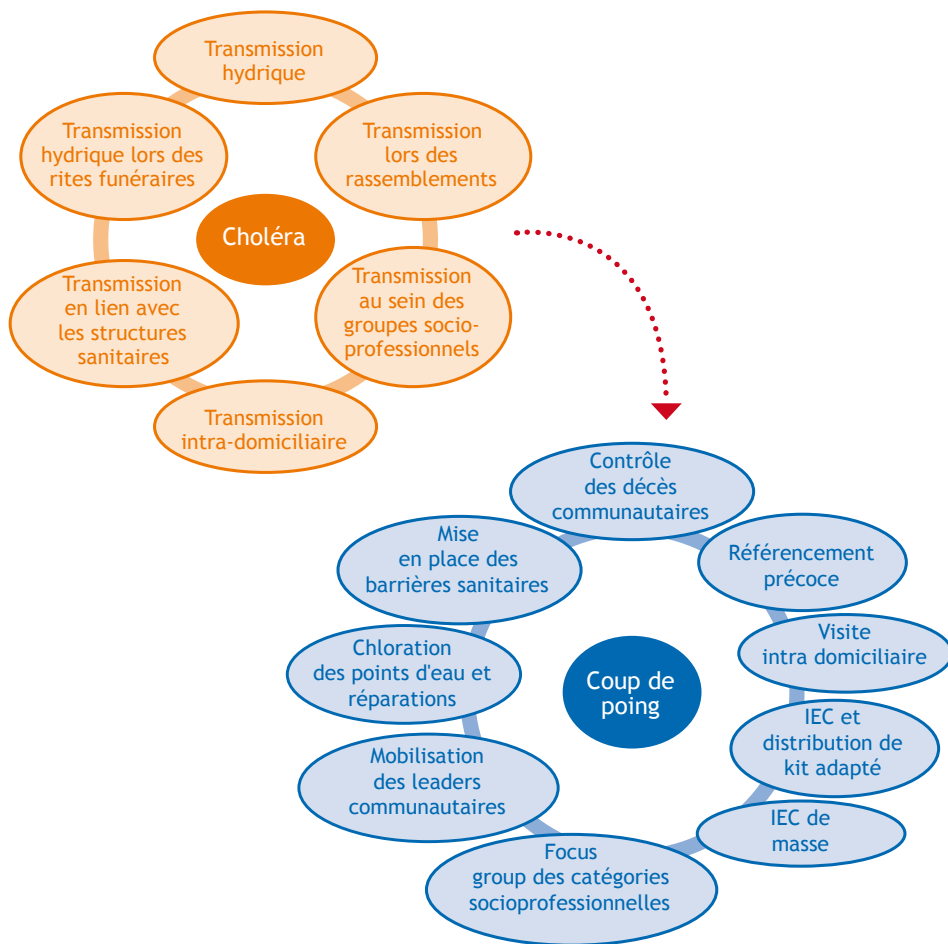 Transmission
hydrique
Transmission
hydrique lors des
rites funéraires
Transmission
lors des
rassemblements
Choléra
Transmission
en lien avec
les structures
sanitaires
Transmission
au sein des
groupes socio-
professionnels
Transmission
intra-domiciliaire
Contrôle
des décès
communautaires
Mise
en place des
barrières sanitaires
Référencement
précoce
Visite
intra domiciliaire
Chloration
des points d'eau et
réparations
Coup de
poing
IEC et
distribution de
kit adapté
Mobilisation
des leaders
communautaires
IEC de
masse
Focus
group des catégories
socioprofessionnelles